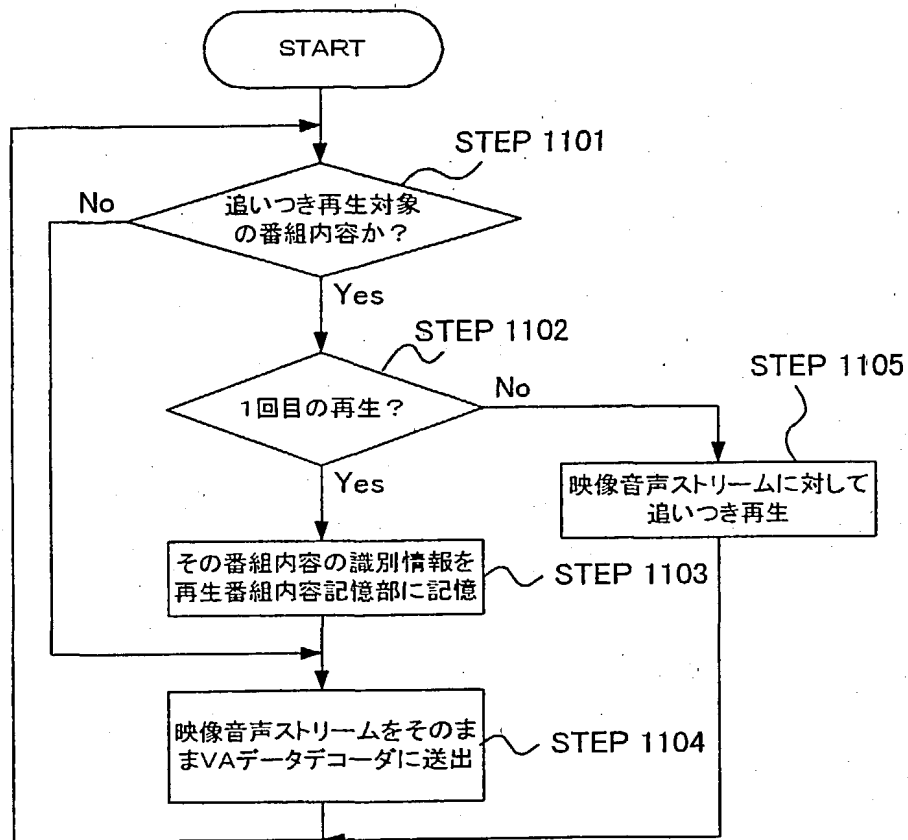 START
STEP 1101
No
追いつき再生対象
の番組内容か？
Yes
STEP 1102
1回目の再生？
No
STEP 1105
Yes
映像音声ストリームに対して
追いつき再生
その番組内容の識別情報を
再生番組内容記憶部に記憶
STEP 1103
映像音声ストリームをそのま
まVAデータデコーダに送出
STEP 1104